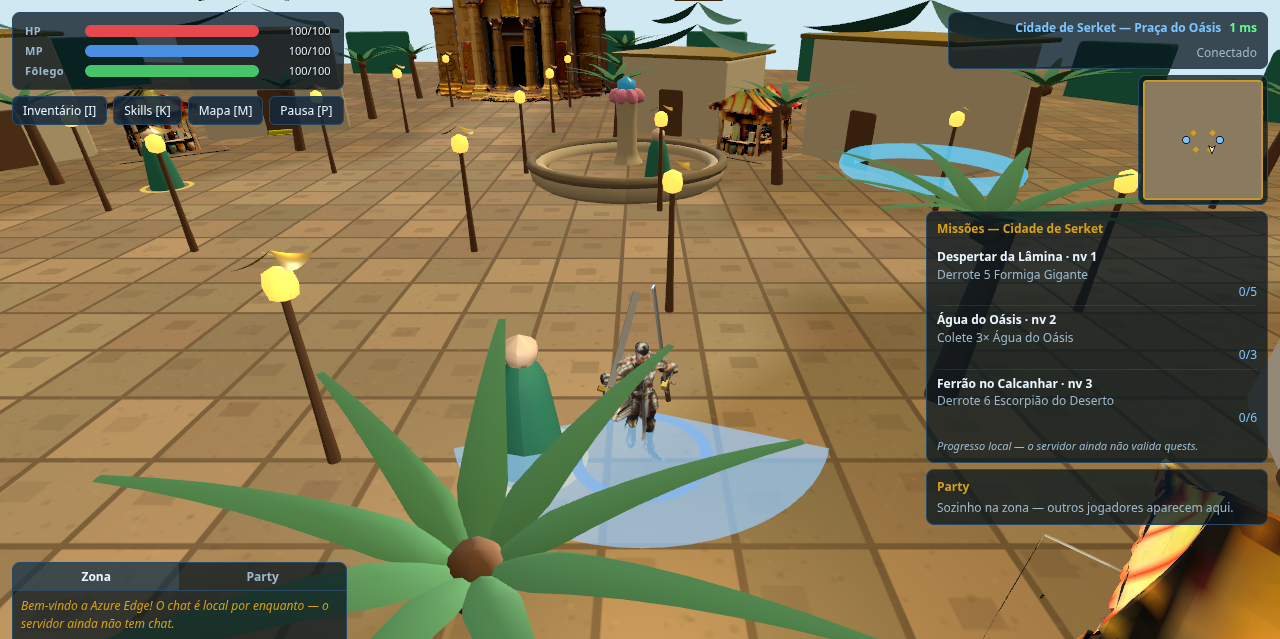 HP 100/100
MP 100/100
Fôlego 100/100
Inventário [I] Skills [K] Mapa [M] Pausa [P]
Cidade de Serket — Praça do Oásis 1 ms
Conectado
Missões — Cidade de Serket
Despertar da Lâmina · nv 1
Derrote 5 Formiga Gigante
0/5
Água do Oásis · nv 2
Colete 3× Água do Oásis
0/3
Ferrão no Calcanhar · nv 3
Derrote 6 Escorpião do Deserto
0/6
Progresso local — o servidor ainda não valida quests.
Party
Sozinho na zona — outros jogadores aparecem aqui.
Zona Party
Bem-vindo a Azure Edge! O chat é local por enquanto — o
servidor ainda não tem chat.